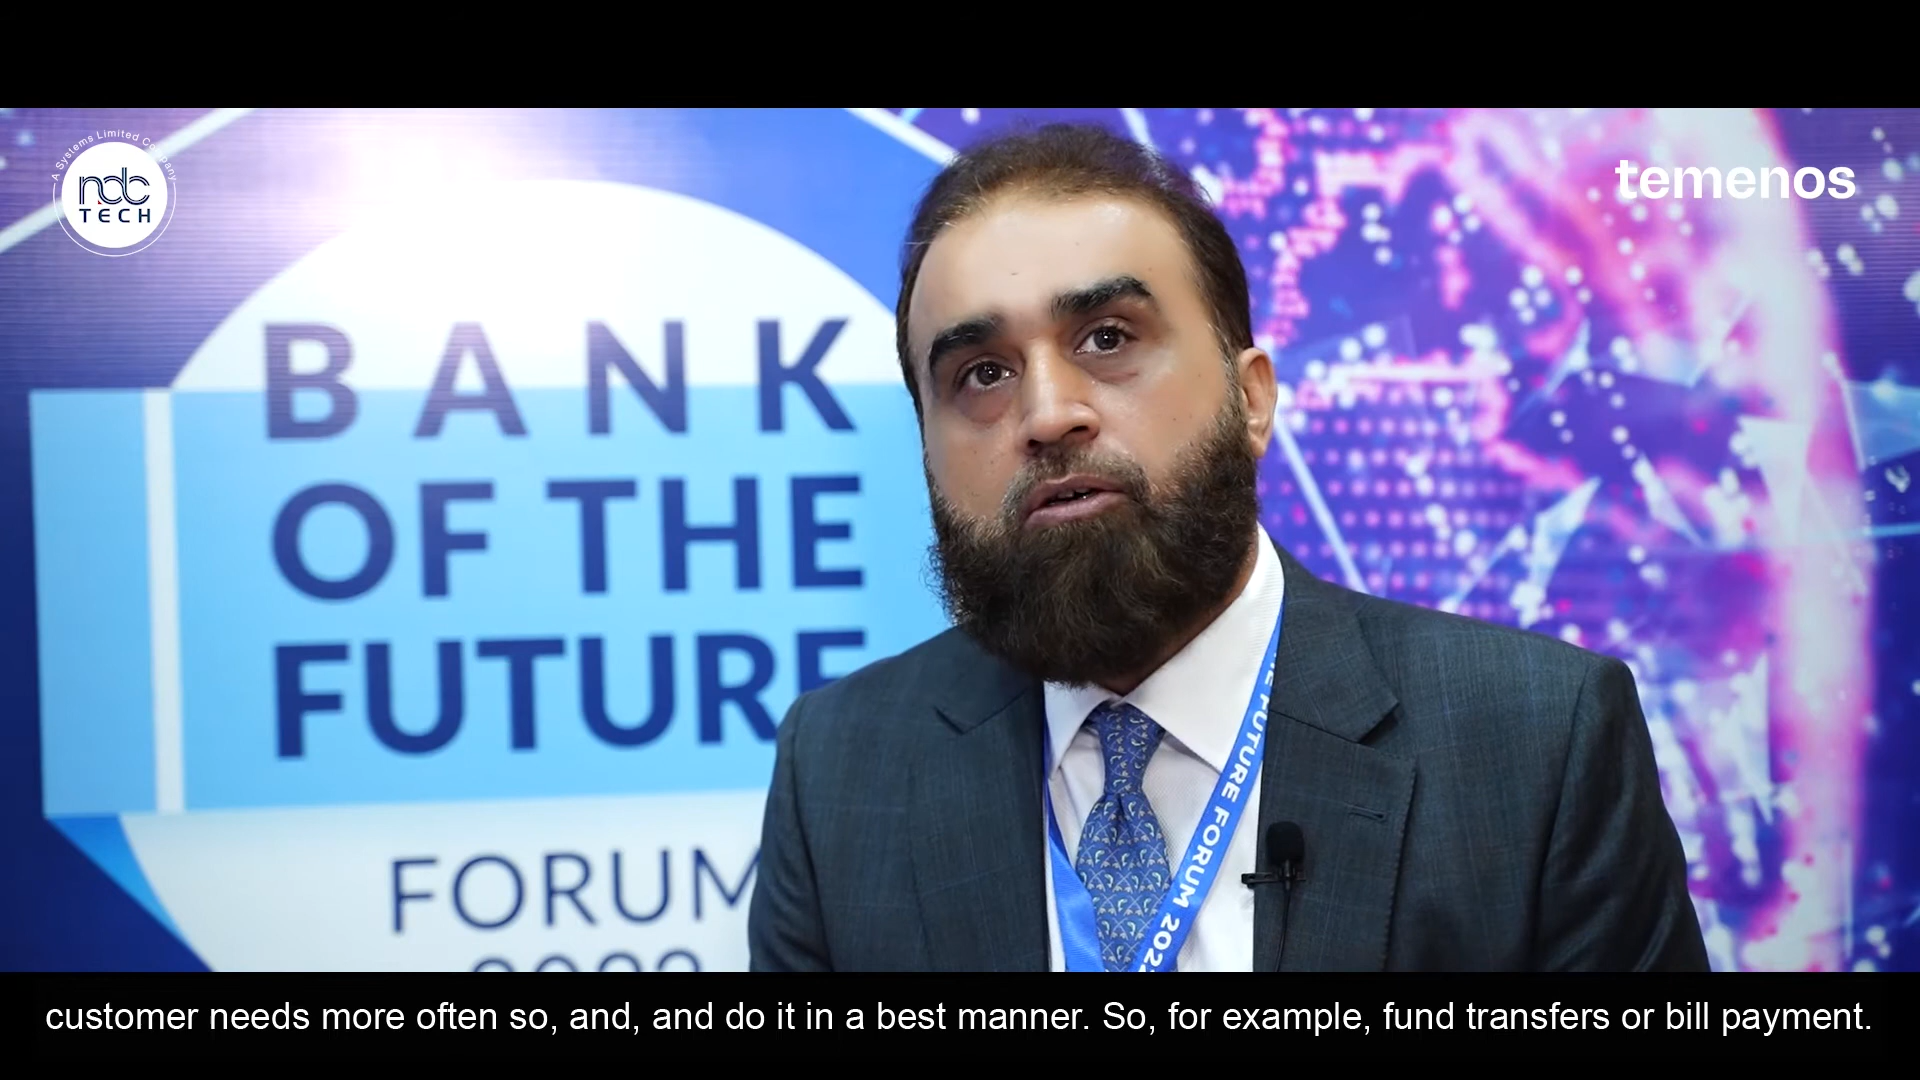 A Systems Limited Company
ndc
TECH
temenos
BANK
OF THE
FUTURE
FORUM
THE FUTURE FORUM 202
customer needs more often so, and, and do it in a best manner. So, for example, fund transfers or bill payment.